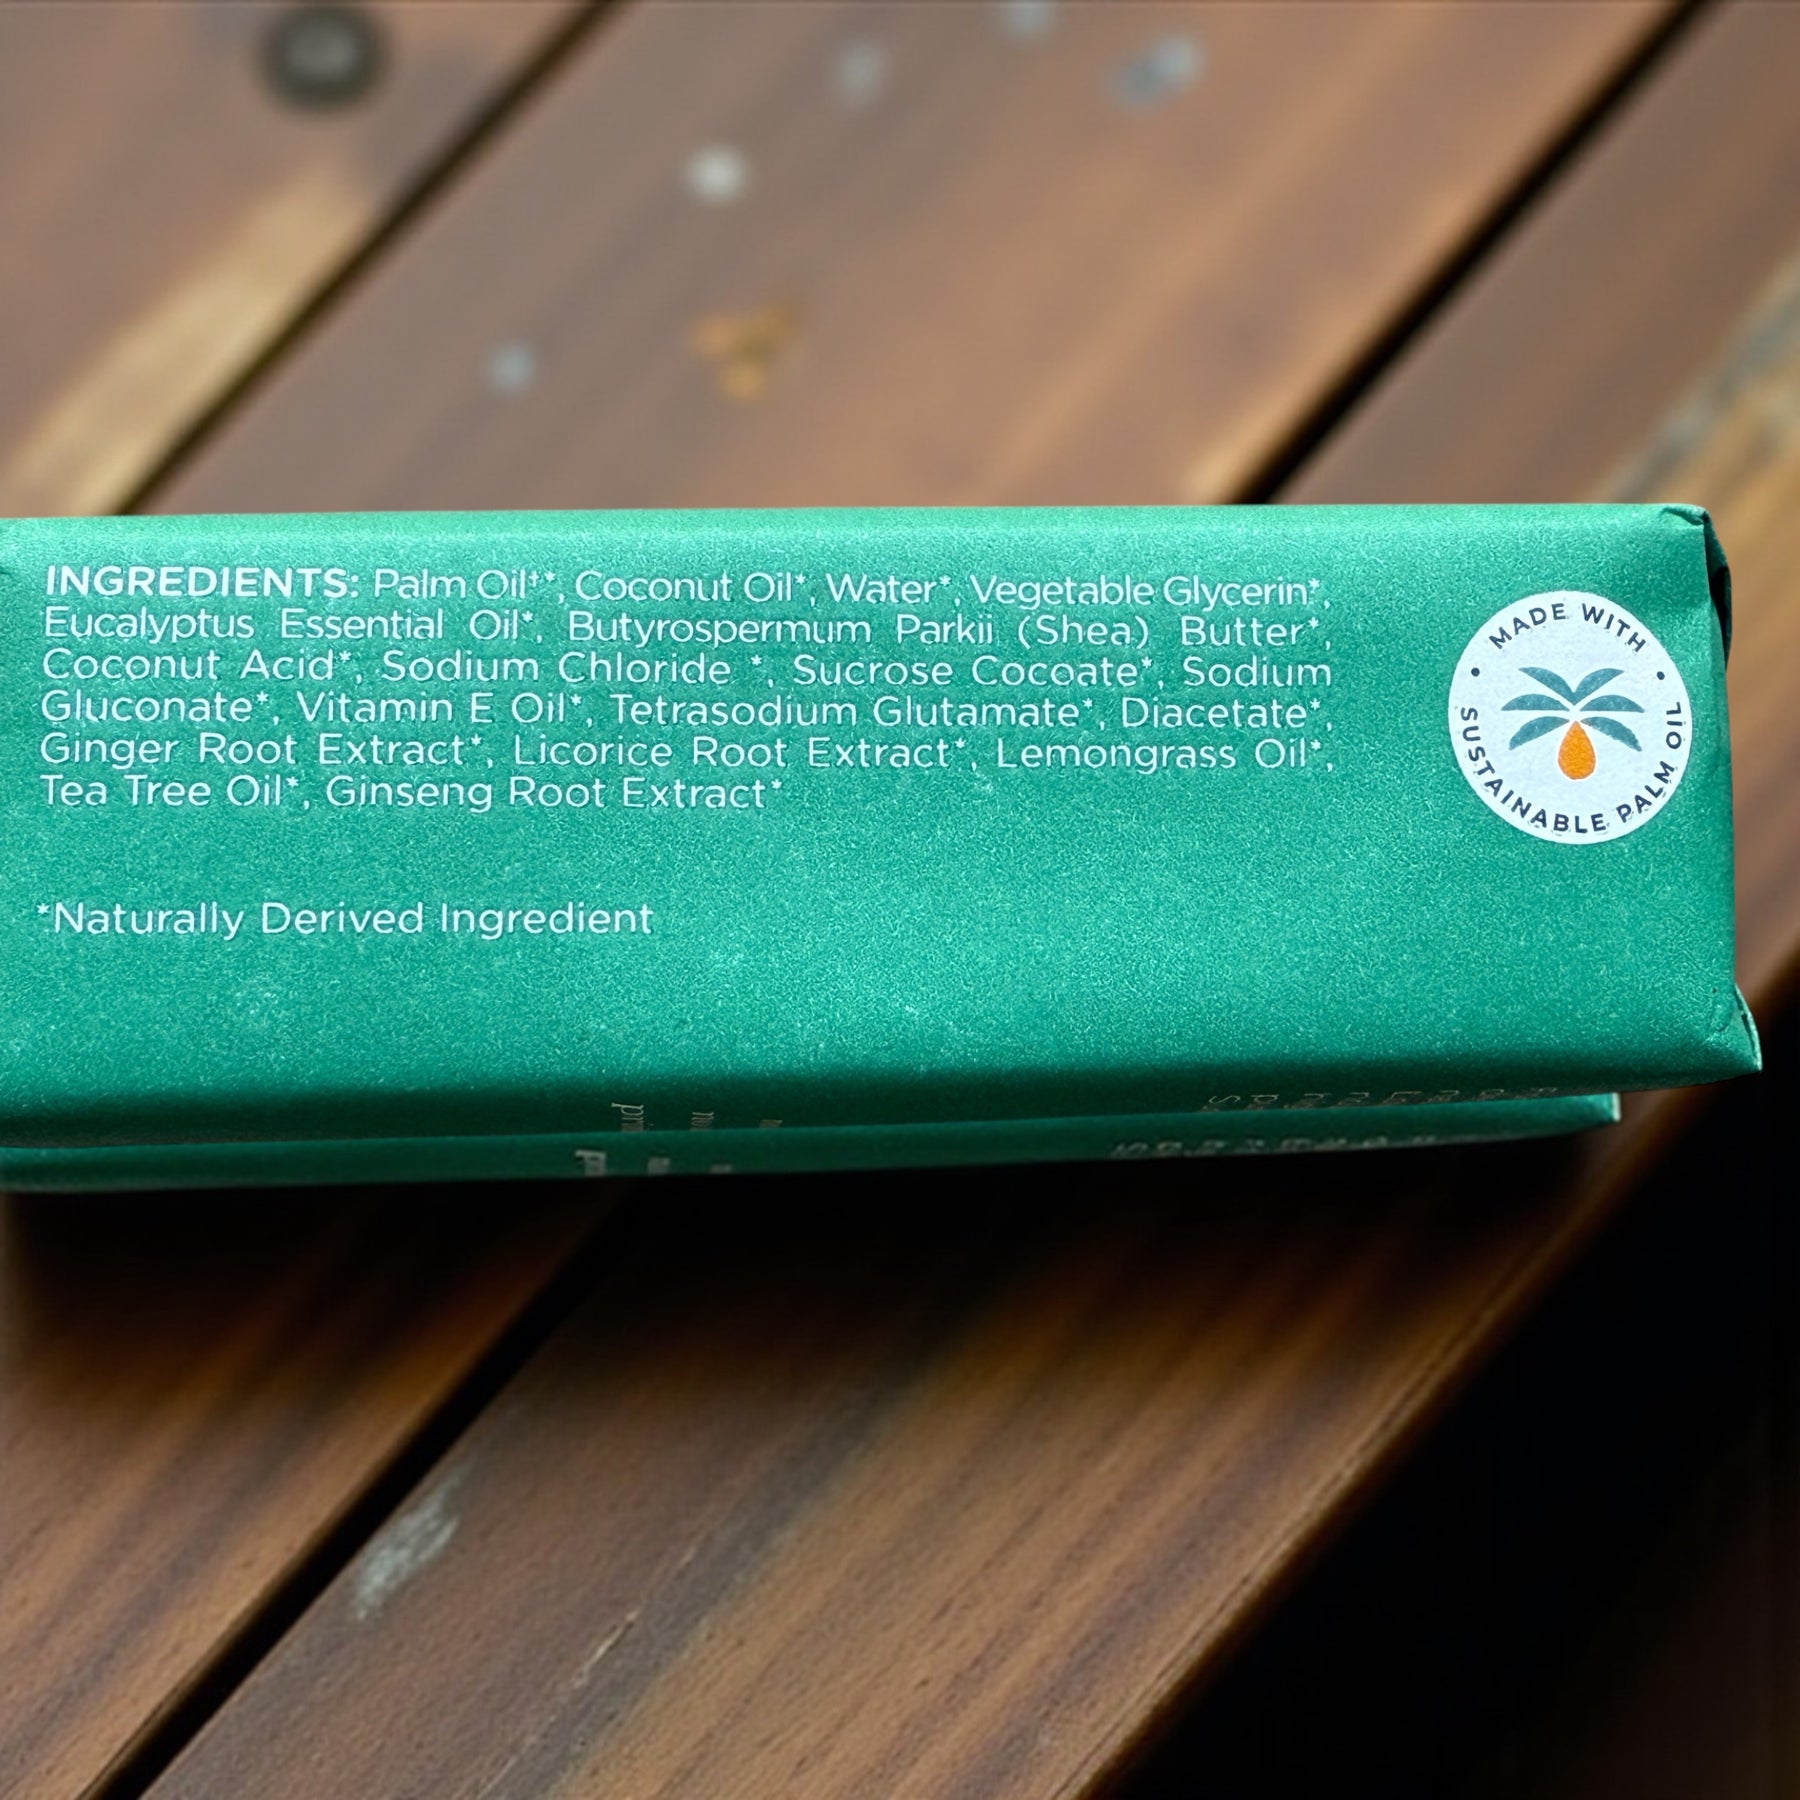 INGREDIENTS: Palm Oil†*, Coconut Oil*, Water*, Vegetable Glycerin*,
Eucalyptus Essential Oil*, Butyrospermum Parkii (Shea) Butter*,
Coconut Acid*, Sodium Chloride *, Sucrose Cocoate*, Sodium
Gluconate*, Vitamin E Oil*, Tetrasodium Glutamate*, Diacetate*,
Ginger Root Extract*, Licorice Root Extract*, Lemongrass Oil*,
Tea Tree Oil*, Ginseng Root Extract*
*Naturally Derived Ingredient
• MADE WITH •
SUSTAINABLE PALM OIL